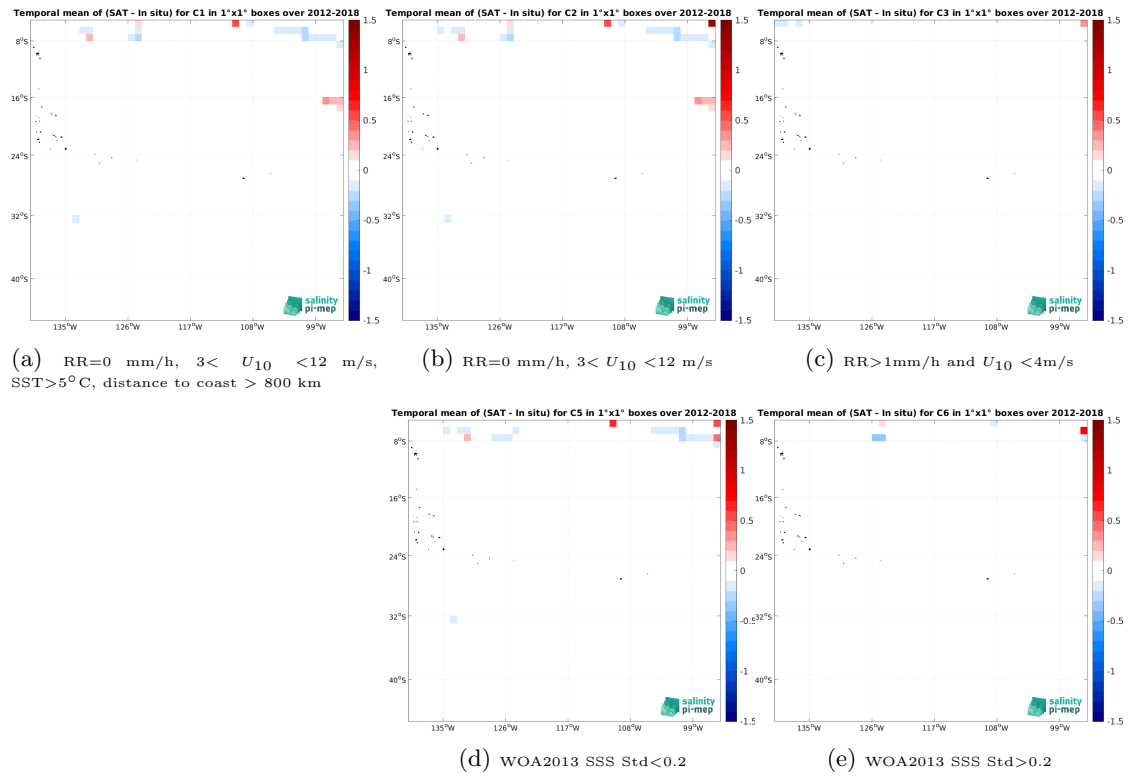 Temporal mean of (SAT - In situ) for C1 in 1°x1° boxes over 2012-2018
8°S
16°S
24°S
32°S
40°S
135°W
126°W
117°W
108°W
99°W
1.5
1
0.5
0
-0.5
-1
-1.5
salinity
pi-mep
Temporal mean of (SAT - In situ) for C2 in 1°x1° boxes over 2012-2018
8°S
16°S
24°S
32°S
40°S
135°W
126°W
117°W
108°W
99°W
1.5
1
0.5
0
-0.5
-1
-1.5
salinity
pi-mep
Temporal mean of (SAT - In situ) for C3 in 1°x1° boxes over 2012-2018
8°S
16°S
24°S
32°S
40°S
135°W
126°W
117°W
108°W
99°W
1.5
1
0.5
0
-0.5
-1
-1.5
salinity
pi-mep
(a) RR=0 mm/h, 3< U10 <12 m/s,
SST>5°C, distance to coast > 800 km
(b) RR=0 mm/h, 3< U10 <12 m/s
(c) RR>1mm/h and U10 <4m/s
Temporal mean of (SAT - In situ) for C5 in 1°x1° boxes over 2012-2018
8°S
16°S
24°S
32°S
40°S
135°W
126°W
117°W
108°W
99°W
1.5
1
0.5
0
-0.5
-1
-1.5
salinity
pi-mep
Temporal mean of (SAT - In situ) for C6 in 1°x1° boxes over 2012-2018
8°S
16°S
24°S
32°S
40°S
135°W
126°W
117°W
108°W
99°W
1.5
1
0.5
0
-0.5
-1
-1.5
salinity
pi-mep
(d) WOA2013 SSS Std<0.2
(e) WOA2013 SSS Std>0.2